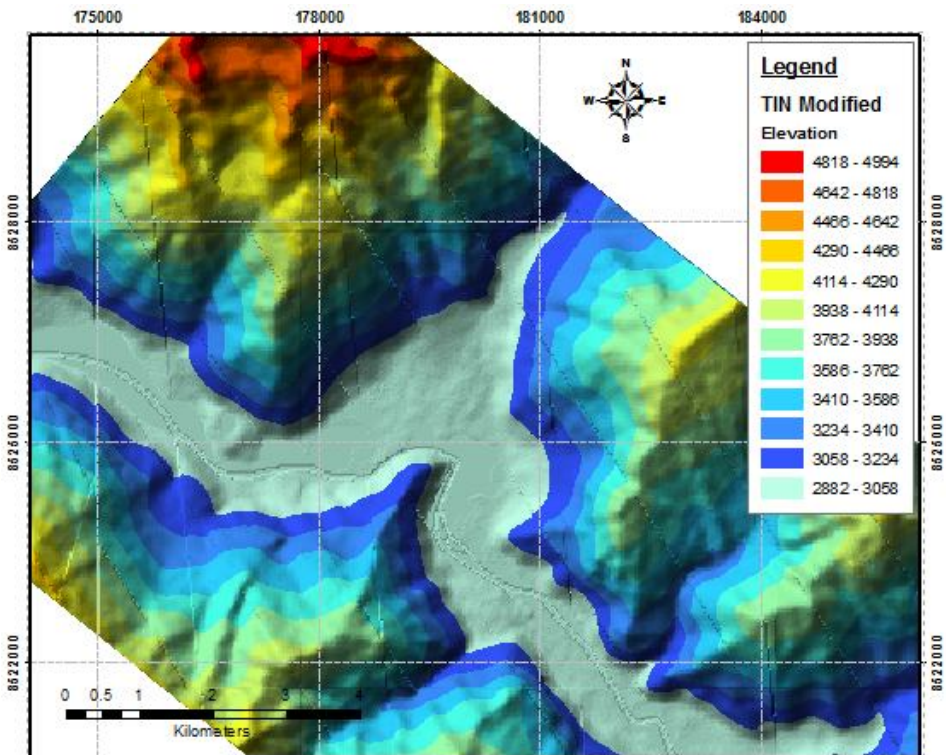 175000 178000 181000 184000
Legend
TIN Modified
Elevation
4818 - 4994
4642 - 4818
4466 - 4642
4290 - 4466
4114 - 4290
3938 - 4114
3762 - 3938
3586 - 3762
3410 - 3586
3234 - 3410
3058 - 3234
2882 - 3058
N
W E
S
8628000 8628000
8625000 8625000
8622000 8622000
0 0.5 1 2 3 4
Kilometers